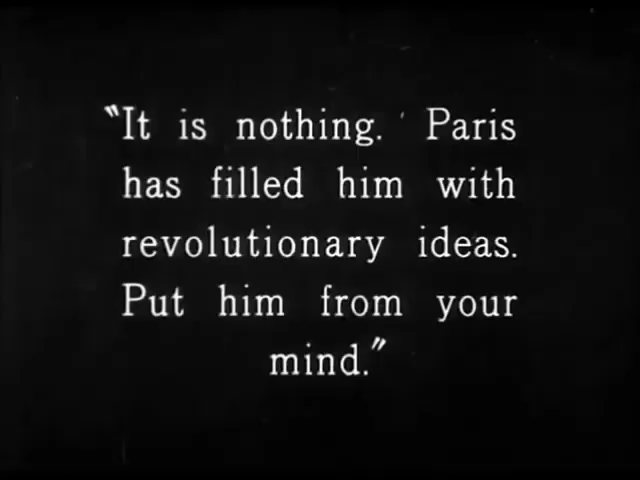 "It is nothing. Paris
has filled him with
revolutionary ideas.
Put him from your
mind."